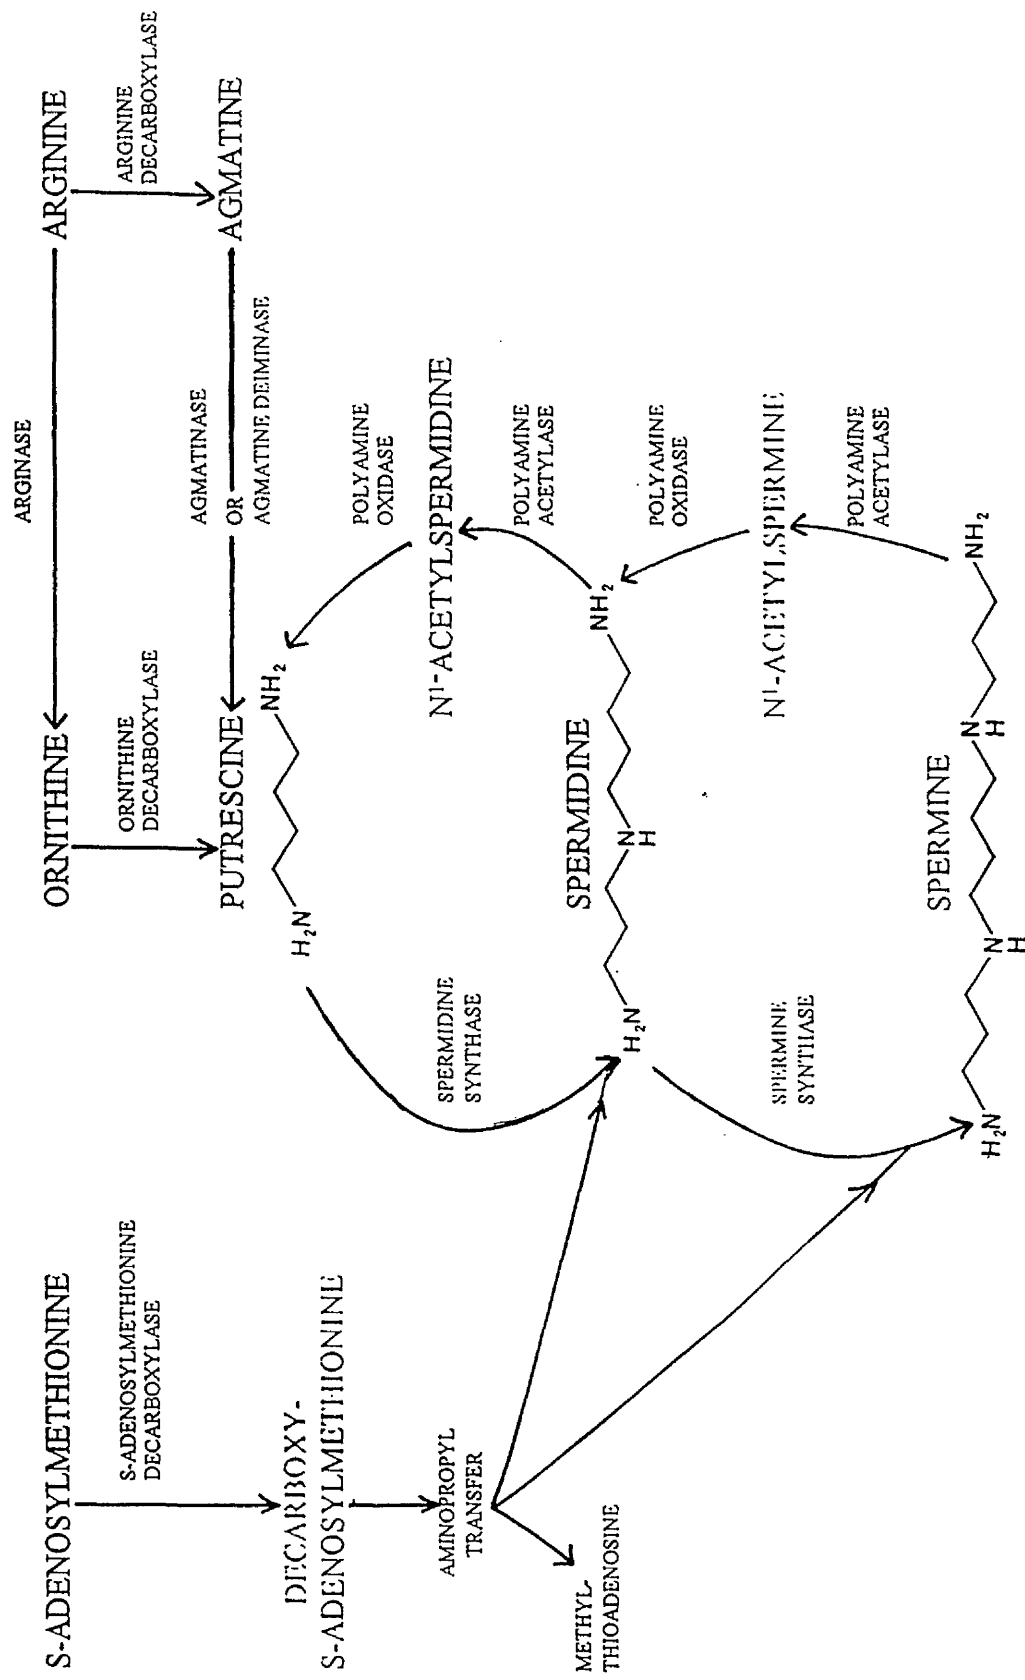 S-ADENOSYLMETHIONINE
S-ADENOSYLMETHIONINE
DECARBOXYLASE
DECARBOXY-
S-ADENOSYLMETHIONINE
AMINOPROPYL
TRANSFER
METHYL-
THIOADENOSINE
ORNITHINE
ARGINASE
ARGININE
ORNITHINE
DECARBOXYLASE
ARGININE
DECARBOXYLASE
PUTRESCINE
AGMATINASE
OR
AGMATINE DEIMINASE
AGMATINE
H2N
NH2
SPERMIDINE
SYNTHASE
POLYAMINE
OXIDASE
N1-ACETYLSPERMIDINE
POLYAMINE
ACETYLASE
SPERMIDINE
H2N
N
H
NH2
SPERMINE
SYNTHASE
POLYAMINE
OXIDASE
N1-ACETYLSPERMINE
POLYAMINE
ACETYLASE
SPERMINE
H2N
N
H
N
H
NH2